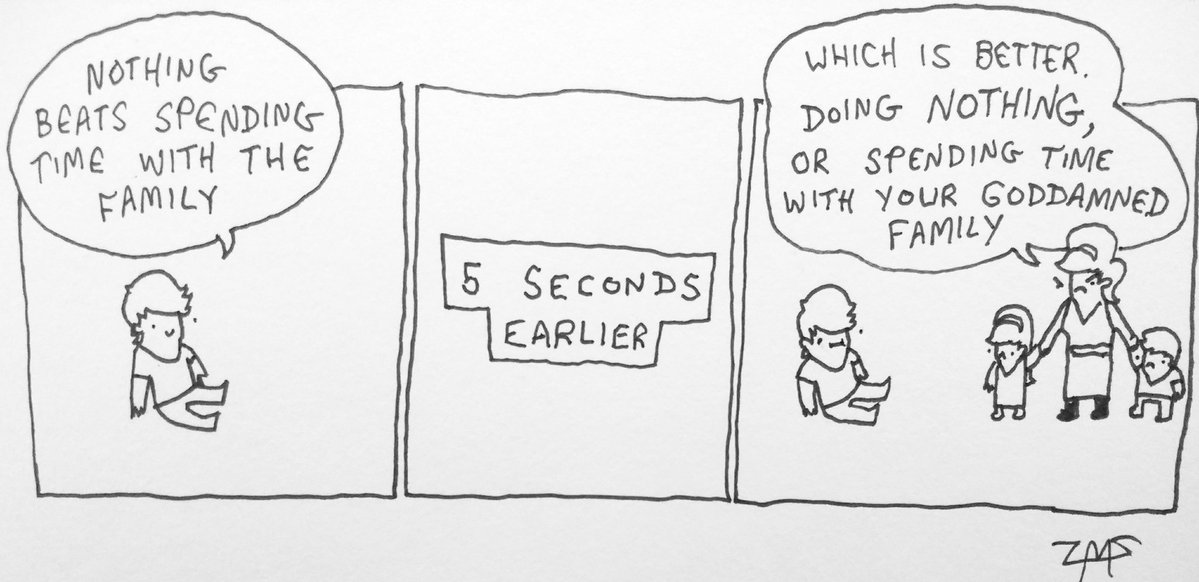 NOTHING
BEATS SPENDING
TIME WITH THE
FAMILY
5 SECONDS
EARLIER
WHICH IS BETTER.
DOING NOTHING,
OR SPENDING TIME
WITH YOUR GODDAMNED
FAMILY